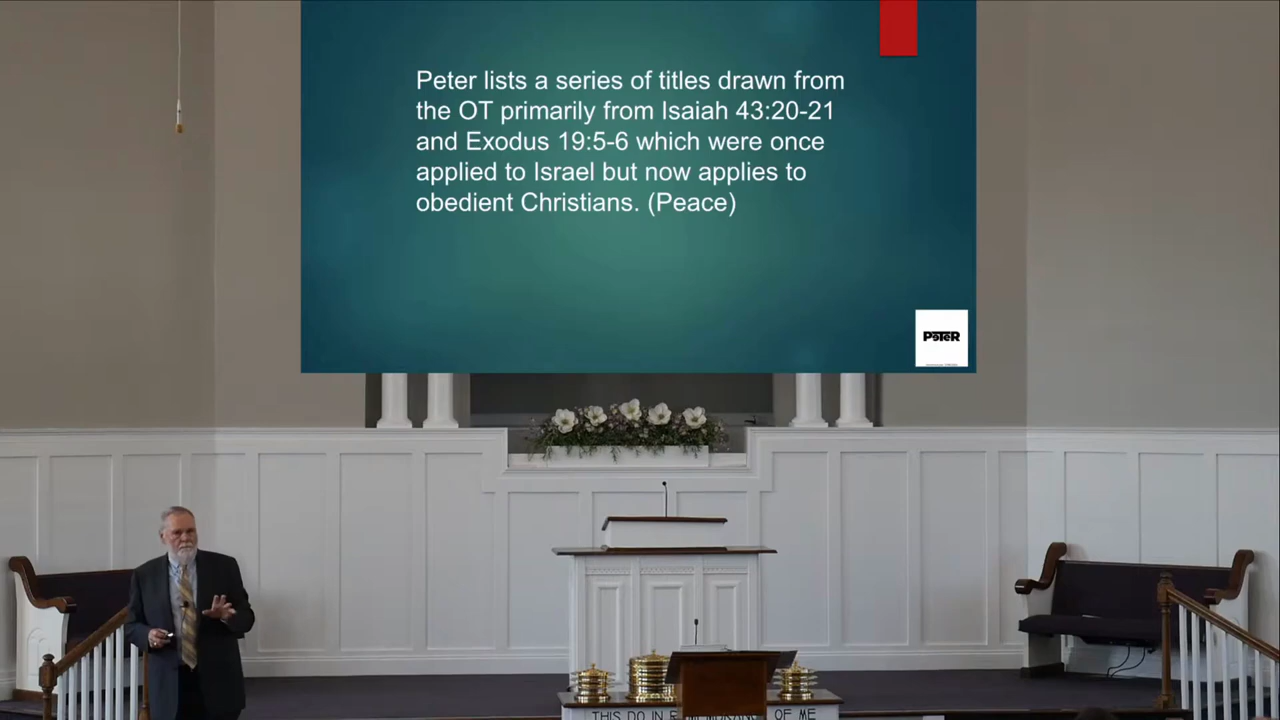 Peter lists a series of titles drawn from
the OT primarily from Isaiah 43:20-21
and Exodus 19:5-6 which were once
applied to Israel but now applies to
obedient Christians. (Peace)
PeTeR
THIS DO IN REMEMBRANCE OF ME